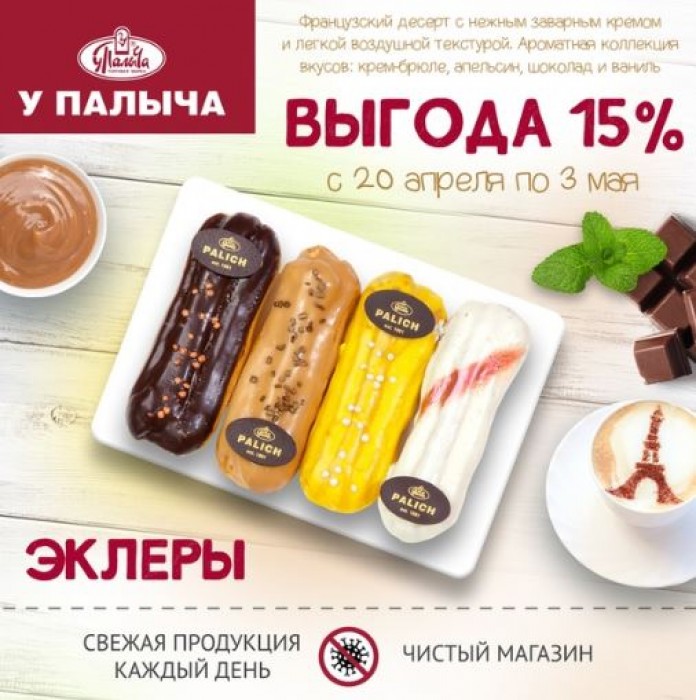 У Палыча
У ПАЛЫЧА
Французский десерт с нежным заварным кремом
и легкой воздушной текстурой. Ароматная коллекция
вкусов: крем-брюле, апельсин, шоколад и ваниль
ВЫГОДА 15%
с 20 апреля по 3 мая
PALICH
PALICH
PALICH
PALICH
ЭКЛЕРЫ
СВЕЖАЯ ПРОДУКЦИЯ
КАЖДЫЙ ДЕНЬ
ЧИСТЫЙ МАГАЗИН